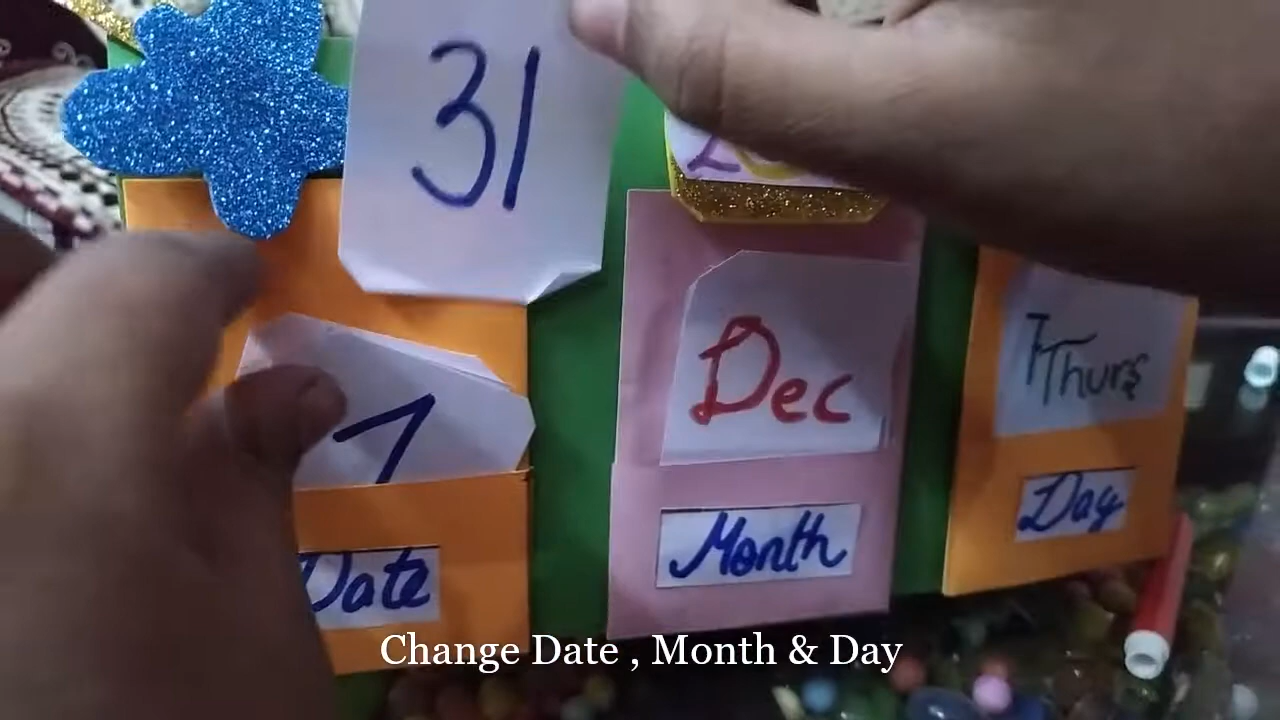 31
Dec
Thurs
Day
Month
Date
Change Date , Month & Day